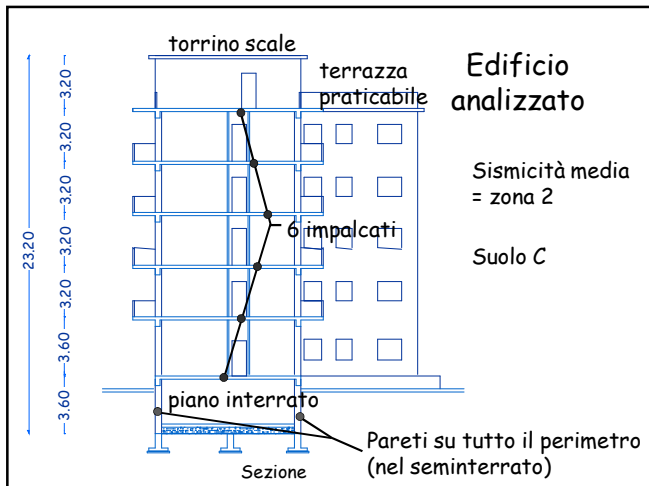 torrino scale
terrazza
praticabile
Edificio
analizzato
Sismicità media
= zona 2
Suolo C
6 impalcati
23.20
3.20
3.20
3.20
3.20
3.20
3.60
3.60
piano interrato
Pareti su tutto il perimetro
(nel seminterrato)
Sezione